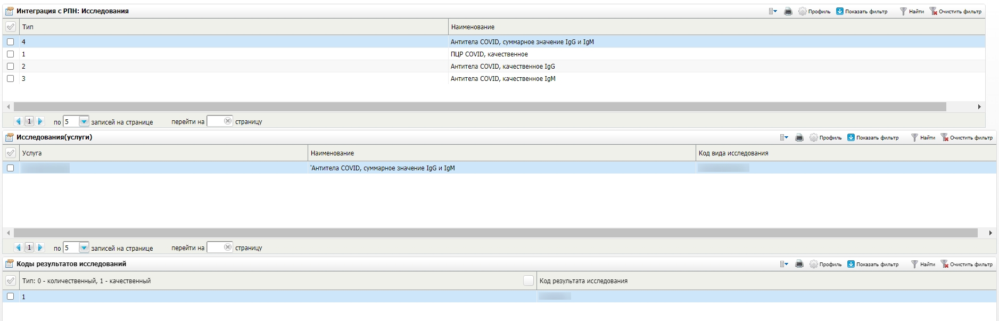 Интеграция с РПН: Исследования Профиль Показать фильтр Найти Очистить фильтр
Тип Наименование
4 Антитела COVID, суммарное значение IgG и IgM
1 ПЦР COVID, качественное
2 Антитела COVID, качественное IgG
3 Антитела COVID, качественное IgM
1 по 5 записей на странице перейти на страницу
Исследования(услуги) Профиль Показать фильтр Найти Очистить фильтр
Услуга Наименование Код вида исследования
'Антитела COVID, суммарное значение IgG и IgM
1 по 5 записей на странице перейти на страницу
Коды результатов исследований Профиль Показать фильтр Найти Очистить фильтр
Тип: 0 - количественный, 1 - качественный Код результата исследования
1